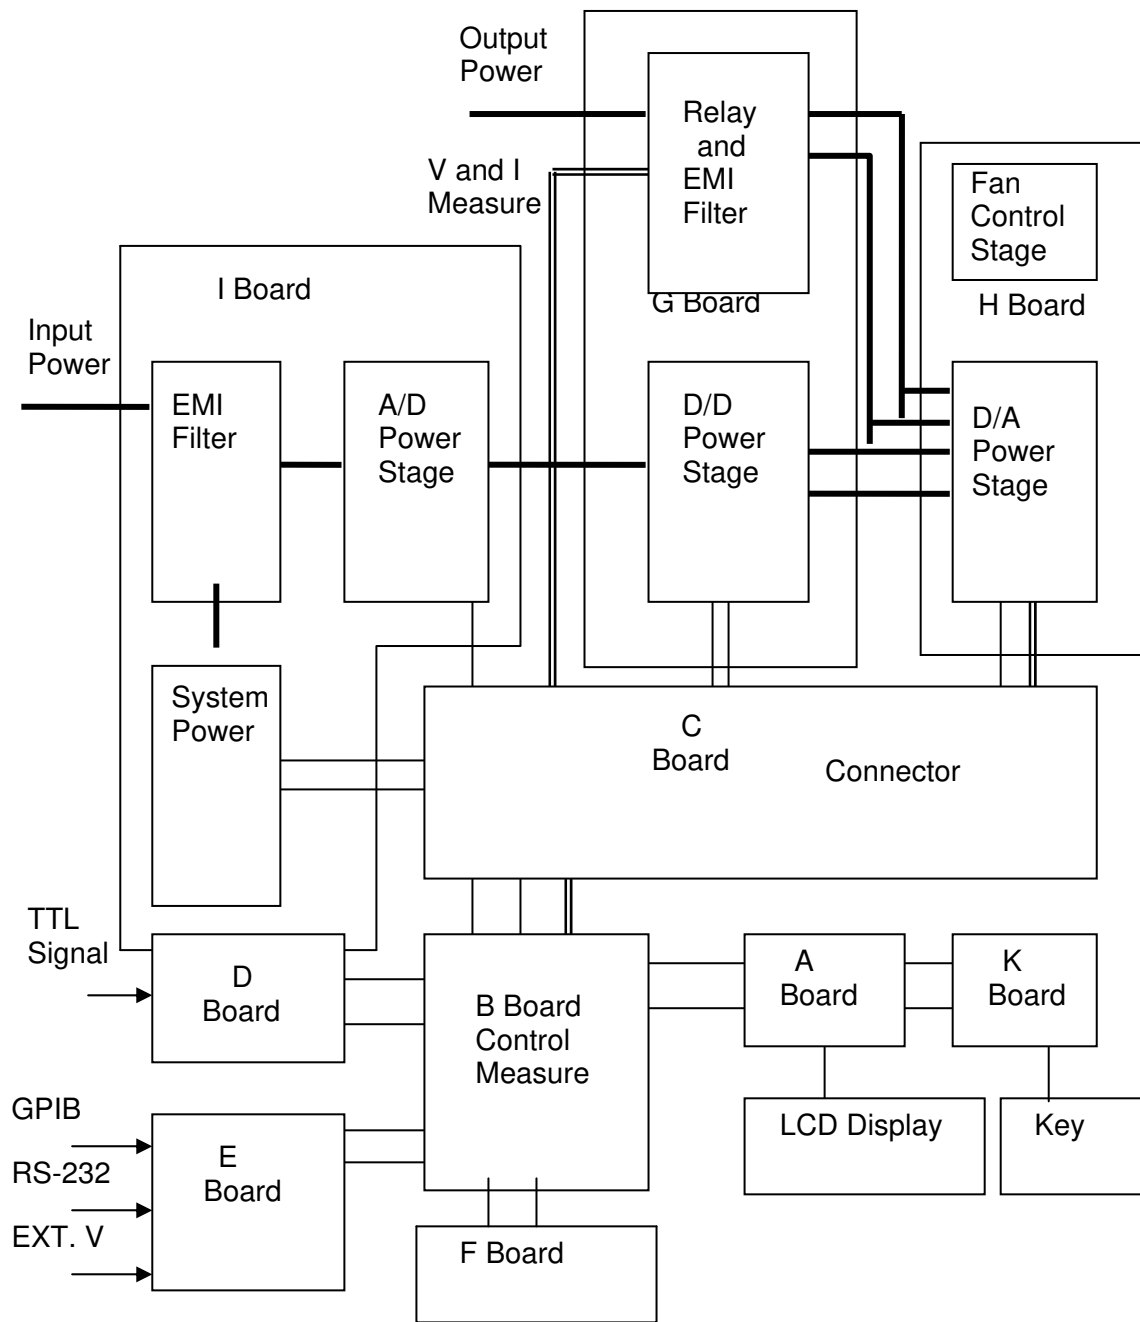 Output
Power
Relay
and
EMI
Filter
V and I
Measure
Fan
Control
Stage
I Board
G Board
H Board
Input
Power
EMI
Filter
A/D
Power
Stage
D/D
Power
Stage
D/A
Power
Stage
System
Power
C
Board
Connector
TTL
Signal
D
Board
B Board
Control
Measure
A
Board
K
Board
GPIB
RS-232
EXT. V
E
Board
LCD Display
Key
F Board